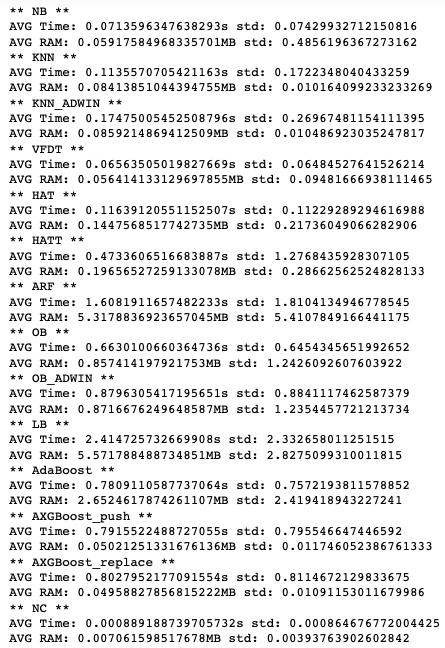 ** NB **
AVG Time: 0.0713596347638293s std: 0.07429932712150816
AVG RAM: 0.05917584968335701MB std: 0.4856196367273162
** KNN **
AVG Time: 0.1135570705421163s std: 0.1722348040433259
AVG RAM: 0.08413851044394755MB std: 0.010164099233233269
** KNN_ADWIN **
AVG Time: 0.17475005452508796s std: 0.26967481154111395
AVG RAM: 0.0859214869412509MB std: 0.010486923035247817
** VFDT **
AVG Time: 0.06563505019827669s std: 0.06484527641526214
AVG RAM: 0.056414133129697855MB std: 0.09481666938111465
** HAT **
AVG Time: 0.11639120551152507s std: 0.11229289294616988
AVG RAM: 0.1447568517742735MB std: 0.21736049066282906
** HATT **
AVG Time: 0.4733606516683887s std: 1.2768435928307105
AVG RAM: 0.19656527259133078MB std: 0.28662562524828133
** ARF **
AVG Time: 1.6081911657482233s std: 1.8104134946778545
AVG RAM: 5.3178836923657045MB std: 5.4107849166441175
** OB **
AVG Time: 0.6630100660364736s std: 0.6454345651992652
AVG RAM: 0.857414197921753MB std: 1.2426092607603922
** OB_ADWIN **
AVG Time: 0.8796305417195651s std: 0.8841117462587379
AVG RAM: 0.8716676249648587MB std: 1.2354457721213734
** LB **
AVG Time: 2.414725732669908s std: 2.332658011251515
AVG RAM: 5.571788488734851MB std: 2.8275099310011815
** AdaBoost **
AVG Time: 0.7809110587737064s std: 0.7572193811578852
AVG RAM: 2.6524617874261107MB std: 2.419418943227241
** AXGBoost_push **
AVG Time: 0.7915522488727055s std: 0.795546647446592
AVG RAM: 0.05021251331676136MB std: 0.011746052386761333
** AXGBoost_replace **
AVG Time: 0.8027952177091554s std: 0.8114672129833675
AVG RAM: 0.04958827856815222MB std: 0.01091153011679986
** NC **
AVG Time: 0.000889188739705732s std: 0.0008646767720044​25
AVG RAM: 0.007061598517678MB std: 0.00393763902602842